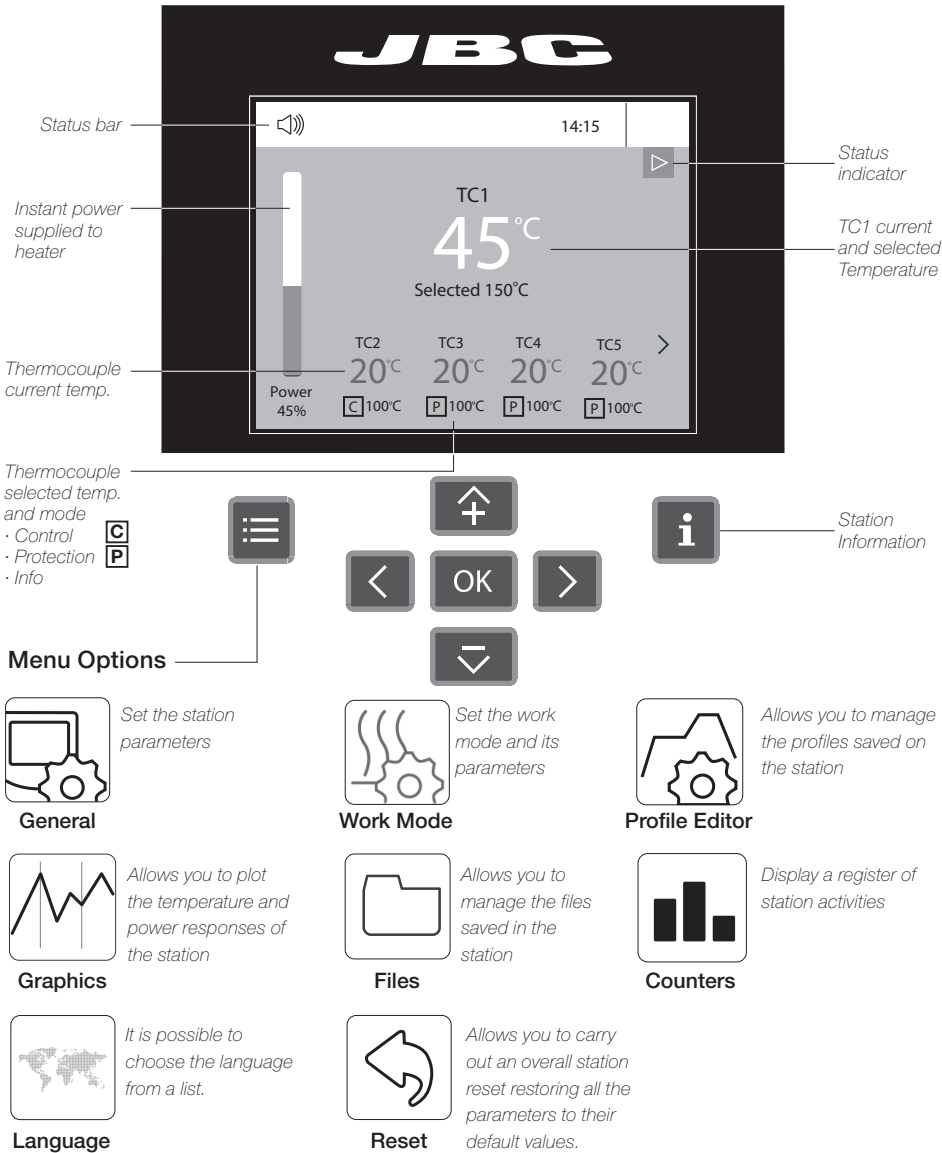 JBC
Status bar
14:15
Status
indicator
Instant power
supplied to
heater
TC1
45°C
Selected 150°C
TC1 current
and selected
Temperature
Thermocouple
current temp.
TC2
TC3
TC4
TC5
20°C
20°C
20°C
20°C
C 100°C
P 100°C
P 100°C
P 100°C
Power
45%
Thermocouple
selected temp.
and mode
· Control C
· Protection P
· Info
OK
i
Station
Information
Menu Options
Set the station
parameters
General
Set the work
mode and its
parameters
Work Mode
Allows you to manage
the profiles saved on
the station
Profile Editor
Allows you to plot
the temperature and
power responses of
the station
Graphics
Allows you to
manage the files
saved in the
station
Files
Display a register of
station activities
Counters
It is possible to
choose the language
from a list.
Language
Allows you to carry
out an overall station
reset restoring all the
parameters to their
default values.
Reset